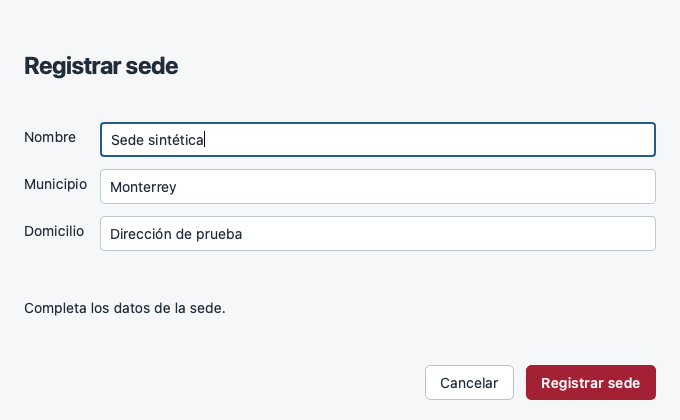 Registrar sede
Nombre
Sede sintética
Municipio
Monterrey
Domicilio
Dirección de prueba
Completa los datos de la sede.
Cancelar
Registrar sede